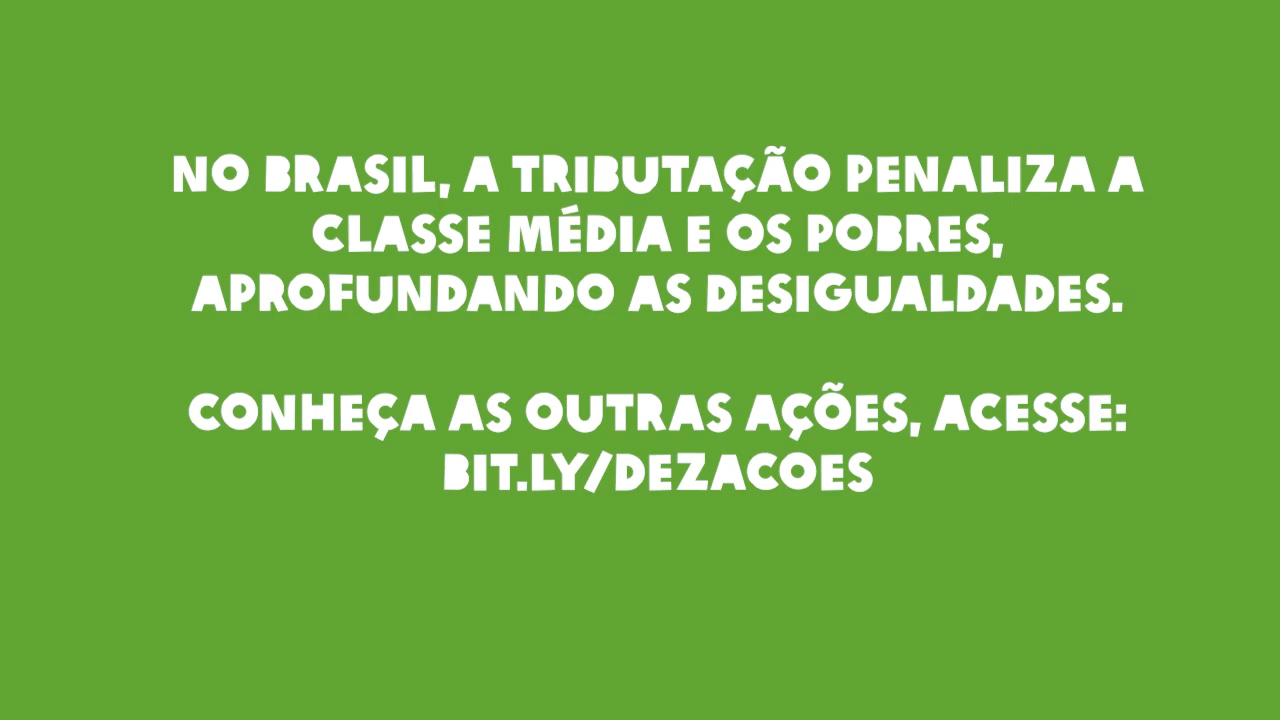 NO BRASIL, A TRIBUTAÇÃO PENALIZA A
CLASSE MÉDIA E OS POBRES,
APROFUNDANDO AS DESIGUALDADES.
CONHEÇA AS OUTRAS AÇÕES, ACESSE:
BIT.LY/DEZACOES